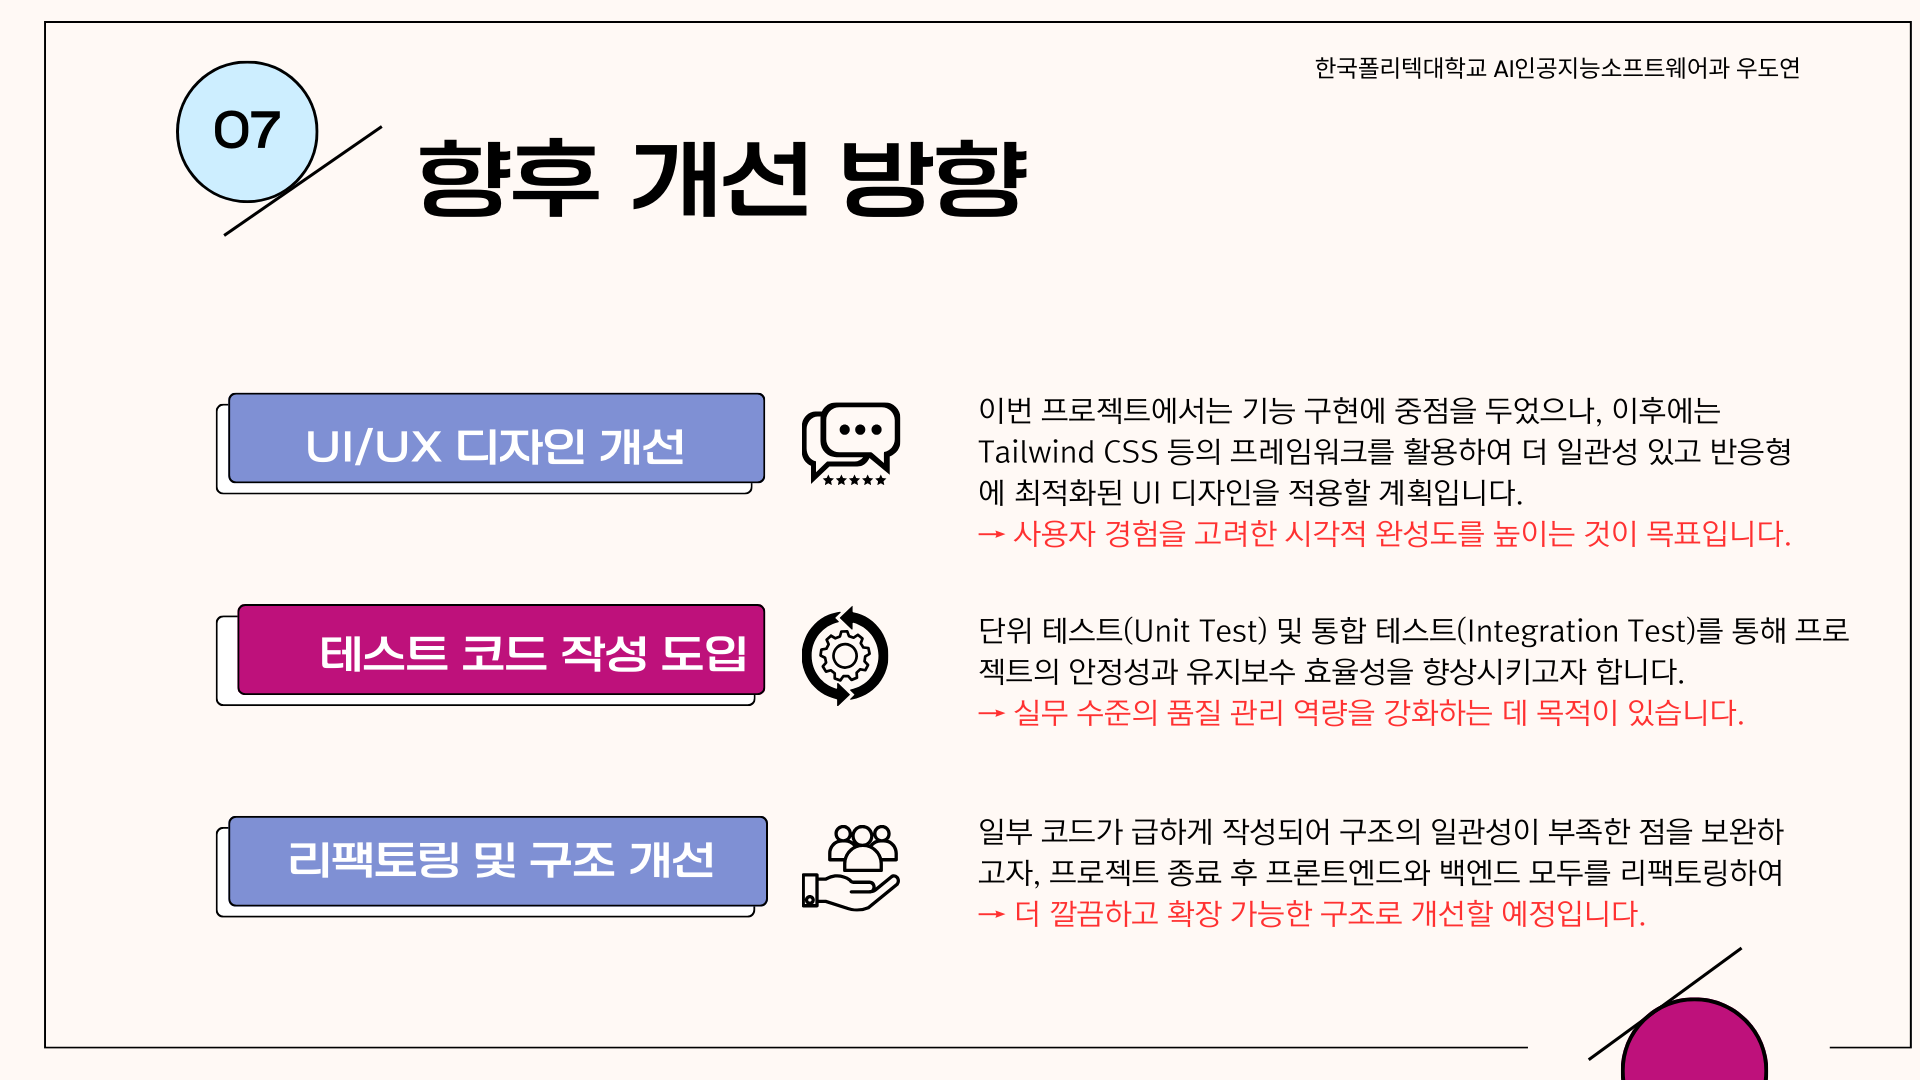 한국폴리텍대학교 AI인공지능소프트웨어과 우도연
07
향후 개선 방향
UI/UX 디자인 개선
이번 프로젝트에서는 기능 구현에 중점을 두었으나, 이후에는
Tailwind CSS 등의 프레임워크를 활용하여 더 일관성 있고 반응형
에 최적화된 UI 디자인을 적용할 계획입니다.
→ 사용자 경험을 고려한 시각적 완성도를 높이는 것이 목표입니다.
테스트 코드 작성 도입
단위 테스트(Unit Test) 및 통합 테스트(Integration Test)를 통해 프로
젝트의 안정성과 유지보수 효율성을 향상시키고자 합니다.
→ 실무 수준의 품질 관리 역량을 강화하는 데 목적이 있습니다.
리팩토링 및 구조 개선
일부 코드가 급하게 작성되어 구조의 일관성이 부족한 점을 보완하
고자, 프로젝트 종료 후 프론트엔드와 백엔드 모두를 리팩토링하여
→ 더 깔끔하고 확장 가능한 구조로 개선할 예정입니다.